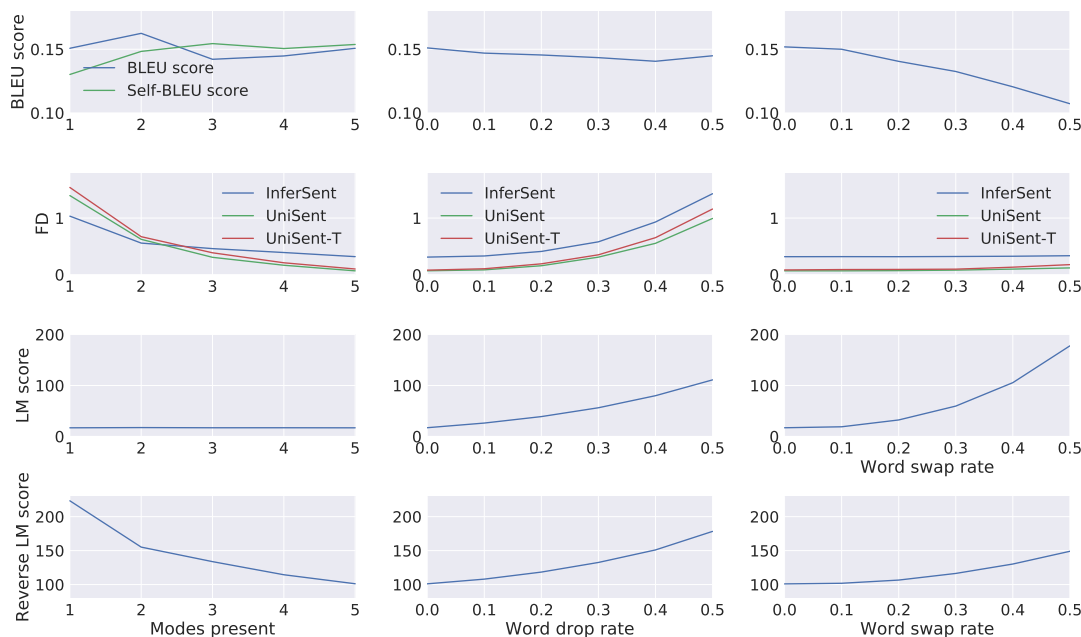 BLEU score
0.15
0.10
BLEU score
Self-BLEU score
1 2 3 4 5
0.15
0.10
0.0 0.1 0.2 0.3 0.4 0.5
0.15
0.10
0.0 0.1 0.2 0.3 0.4 0.5
FD
1
0
InferSent
UniSent
UniSent-T
1 2 3 4 5
1
0
InferSent
UniSent
UniSent-T
0.0 0.1 0.2 0.3 0.4 0.5
1
0
InferSent
UniSent
UniSent-T
0.0 0.1 0.2 0.3 0.4 0.5
LM score
200
100
0
1 2 3 4 5
200
100
0
0.0 0.1 0.2 0.3 0.4 0.5
200
100
0
0.0 0.1 0.2 0.3 0.4 0.5
Word swap rate
Reverse LM score
200
150
100
1 2 3 4 5
Modes present
200
150
100
0.0 0.1 0.2 0.3 0.4 0.5
Word drop rate
200
150
100
0.0 0.1 0.2 0.3 0.4 0.5
Word swap rate